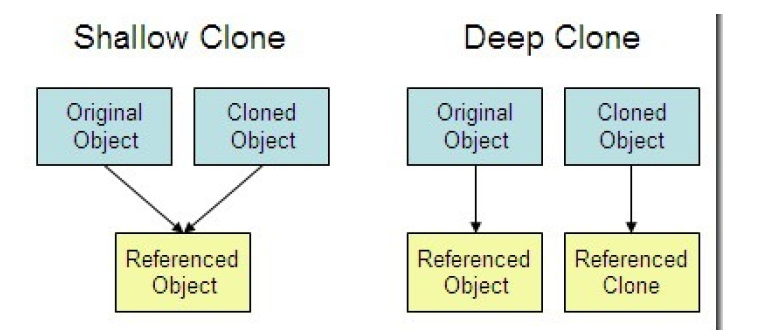 Shallow Clone
Deep Clone
Original
Object
Cloned
Object
Original
Object
Cloned
Object
Referenced
Object
Referenced
Object
Referenced
Clone